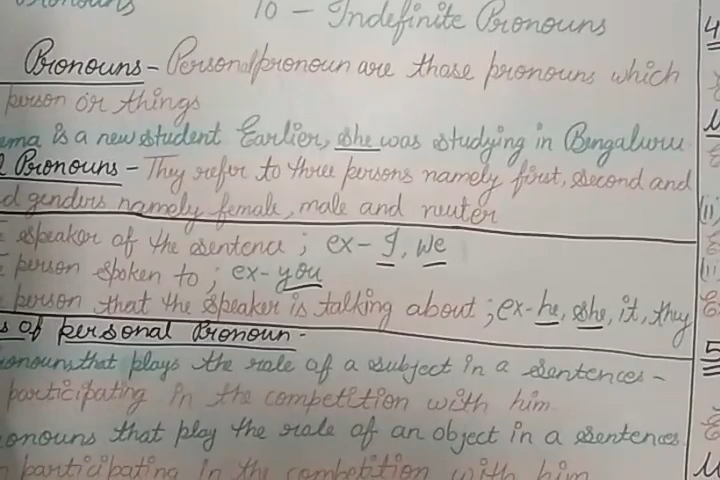 Pronouns
10 - Indefinite Pronouns
Pronouns - Personal pronoun are those pronouns which
person or things
is a new student Earlier, she was studying in Bengaluru
Pronouns - They refer to three persons namely first, second and
genders namely female, male and neuter
speaker of the sentence ; ex - I, we
person spoken to ; ex - you
person that the speaker is talking about ; ex - he, she, it, they
of personal Pronoun -
that plays the role of a subject in a sentences -
participating in the competition with him
that play the role of an object in a sentences
participating in the competition with him